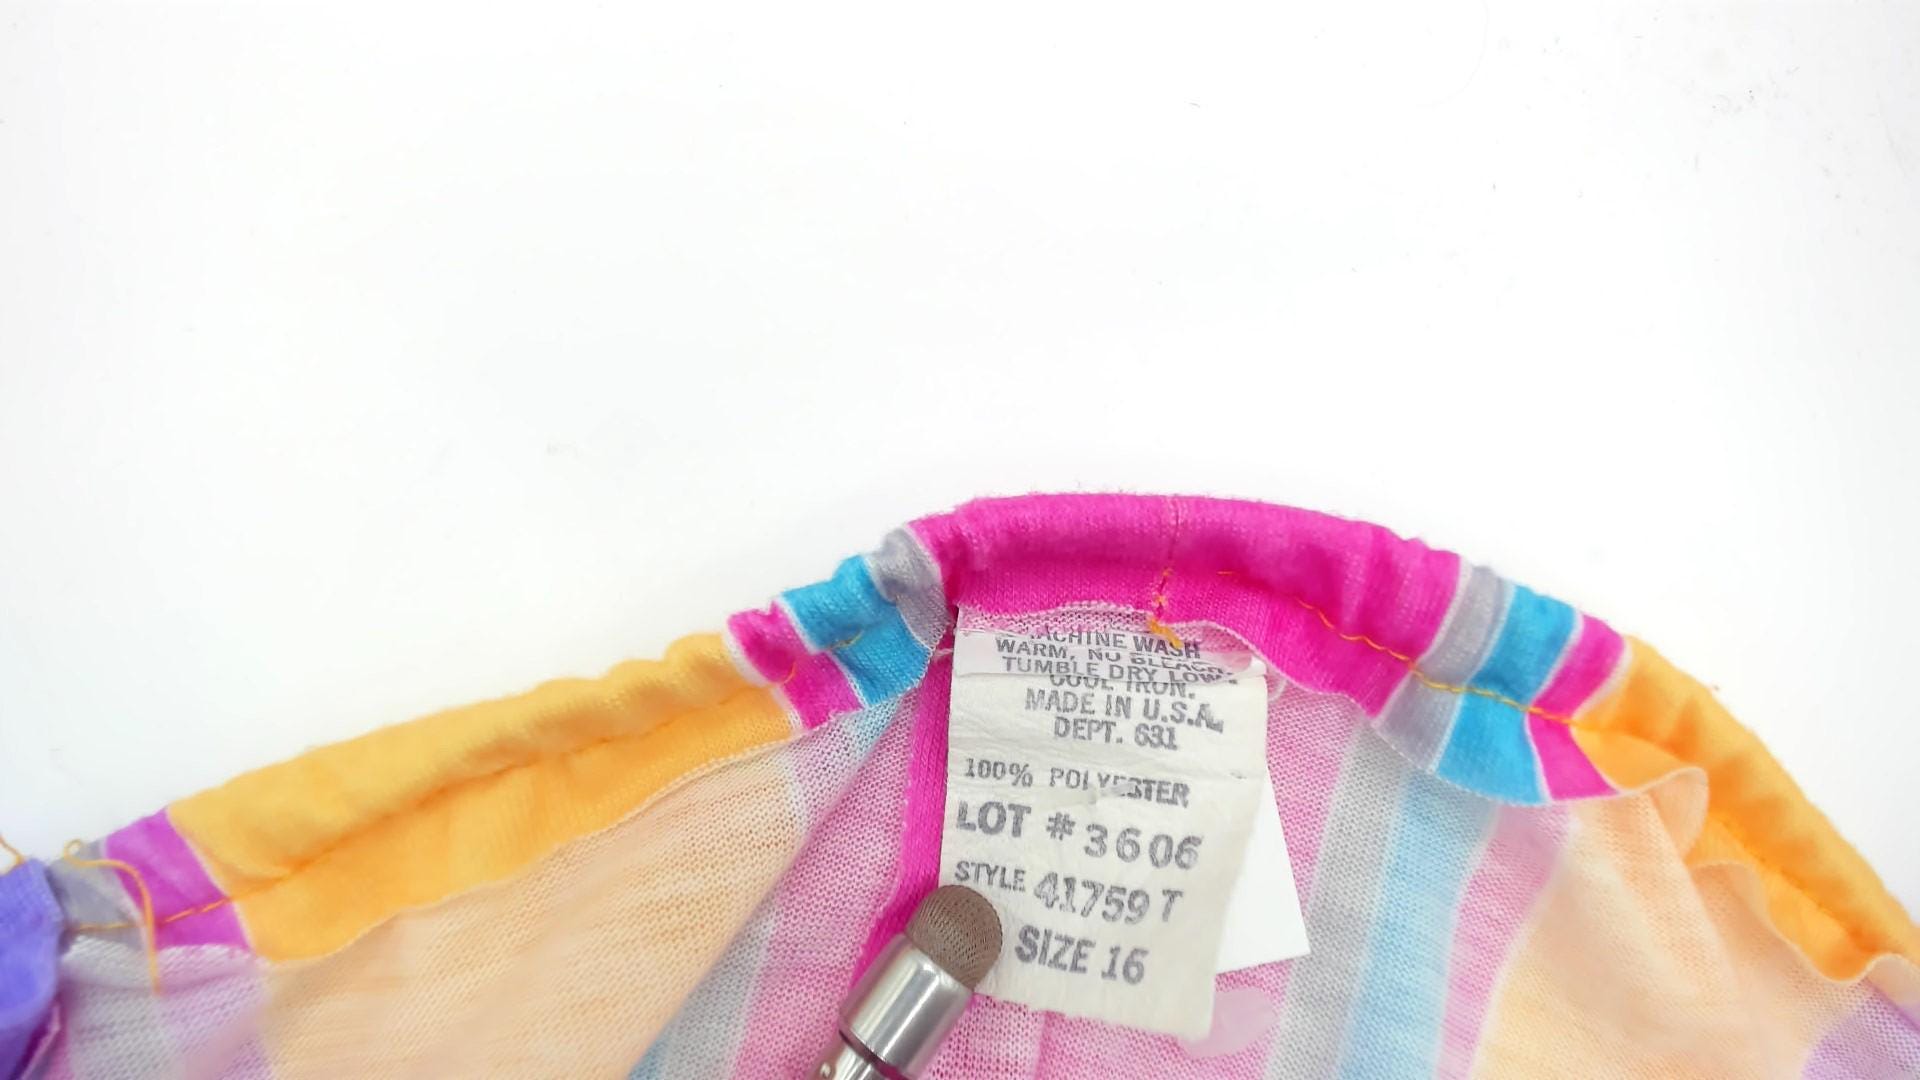 MACHINE WASH
WARM, NO BLEACH,
TUMBLE DRY LOW,
COOL IRON.
MADE IN U.S.A.
DEPT. 631
100% POLYESTER
LOT #3606
STYLE 41759 T
SIZE 16